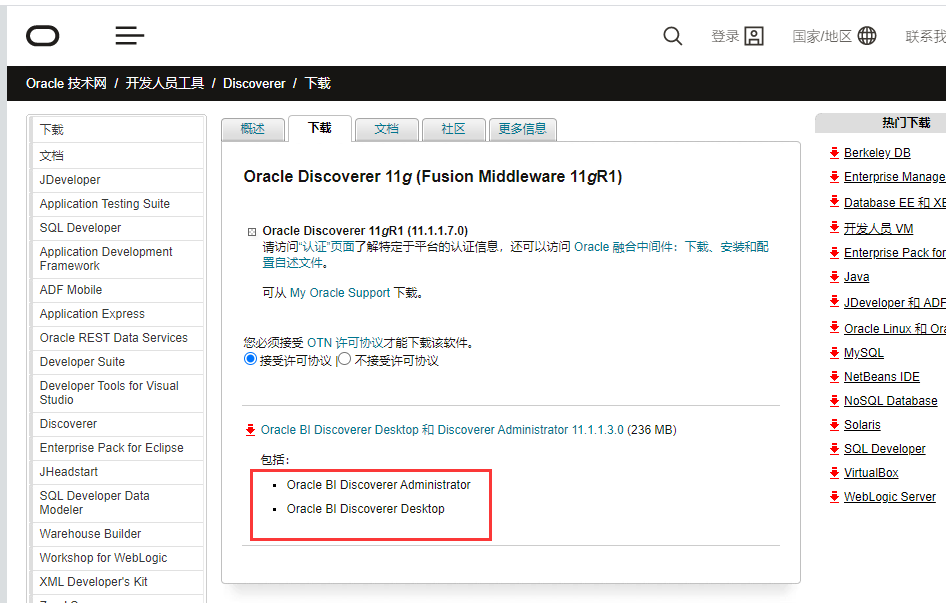 登录
国家/地区
联系我
Oracle 技术网 / 开发人员工具 / Discoverer / 下载
下载
文档
JDeveloper
Application Testing Suite
SQL Developer
Application Development
Framework
ADF Mobile
Application Express
Oracle REST Data Services
Developer Suite
Developer Tools for Visual
Studio
Discoverer
Enterprise Pack for Eclipse
JHeadstart
SQL Developer Data
Modeler
Warehouse Builder
Workshop for WebLogic
XML Developer's Kit
概述
下载
文档
社区
更多信息
Oracle Discoverer 11g (Fusion Middleware 11gR1)
Oracle Discoverer 11gR1 (11.1.1.7.0)
请访问“认证”页面了解特定于平台的认证信息，还可以访问 Oracle 融合中间件：下载、安装和配
置自述文件。
可从 My Oracle Support 下载。
您必须接受 OTN 许可协议才能下载该软件。
接受许可协议 | 不接受许可协议
Oracle BI Discoverer Desktop 和 Discoverer Administrator 11.1.1.3.0 (236 MB)
包括：
Oracle BI Discoverer Administrator
Oracle BI Discoverer Desktop
热门下载
Berkeley DB
Enterprise Manage
Database EE 和 XE
开发人员 VM
Enterprise Pack for
Java
JDeveloper 和 ADF
Oracle Linux 和 Ora
MySQL
NetBeans IDE
NoSQL Database
Solaris
SQL Developer
VirtualBox
WebLogic Server